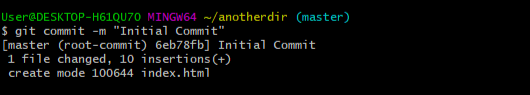 User@DESKTOP-H61QU7O MINGW64 ~/anotherdir (master)
$ git commit -m "Initial Commit"
[master (root-commit) 6eb78fb] Initial Commit
 1 file changed, 10 insertions(+)
 create mode 100644 index.html